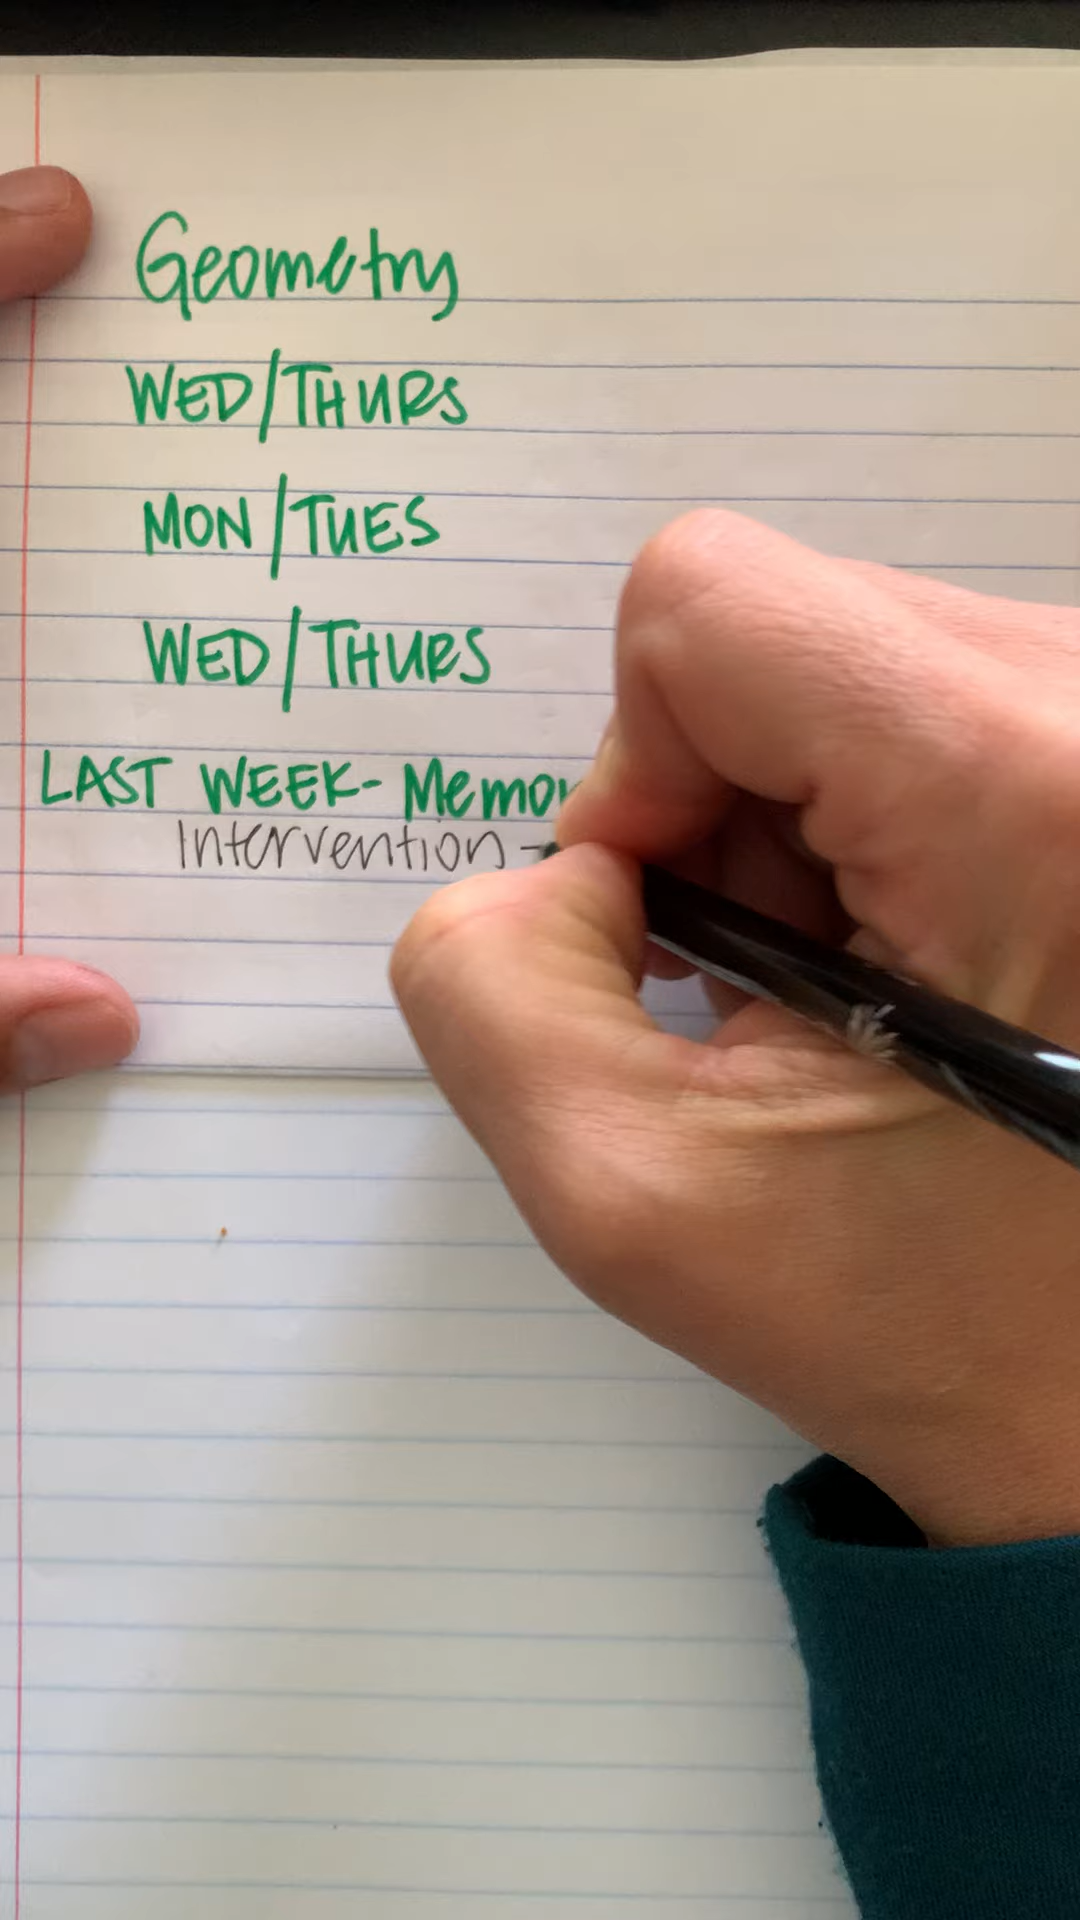 Geometry
WED/THURS
MON/TUES
WED/THURS
LAST WEEK-
Intervention -